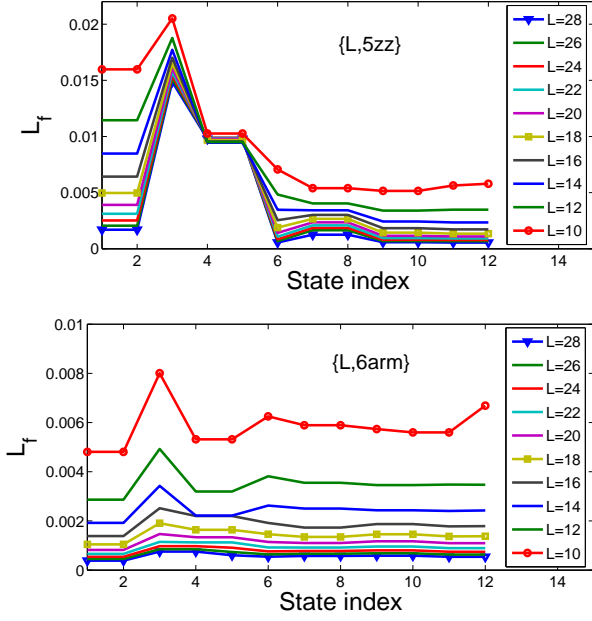 {L,5zz}
L_f
0.02
0.015
0.01
0.005
0
2 4 6 8 10 12 14
State index
L=28
L=26
L=24
L=22
L=20
L=18
L=16
L=14
L=12
L=10
{L,6arm}
L_f
0.01
0.008
0.006
0.004
0.002
0
2 4 6 8 10 12 14
State index
L=28
L=26
L=24
L=22
L=20
L=18
L=16
L=14
L=12
L=10